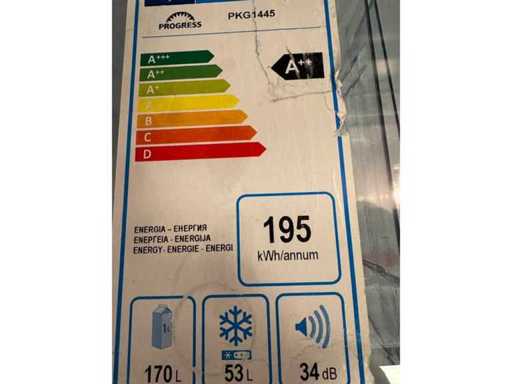 PROGRESS
PKG1445
A+++
A++
A+
A
B
C
D
A++
ENERGIA – ЕНЕРГИЯ
ΕΝΕΡΓΕΙΑ - ENERGIJA
ENERGY - ENERGIE - ENERGI
195
kWh/annum
170 L
53 L
34 dB